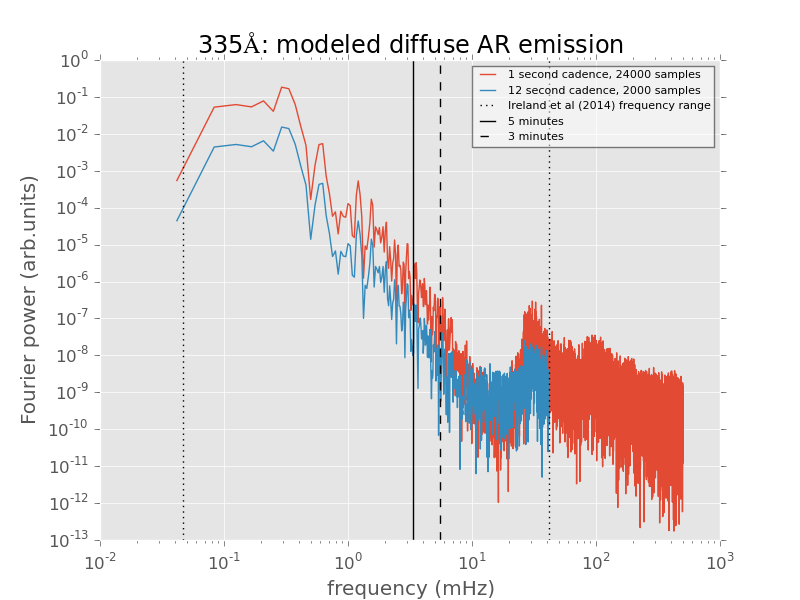 335Å: modeled diffuse AR emission
1 second cadence, 24000 samples
12 second cadence, 2000 samples
Ireland et al (2014) frequency range
5 minutes
3 minutes
Fourier power (arb.units)
10^0
10^-1
10^-2
10^-3
10^-4
10^-5
10^-6
10^-7
10^-8
10^-9
10^-10
10^-11
10^-12
10^-13
10^-2 10^-1 10^0 10^1 10^2 10^3
frequency (mHz)